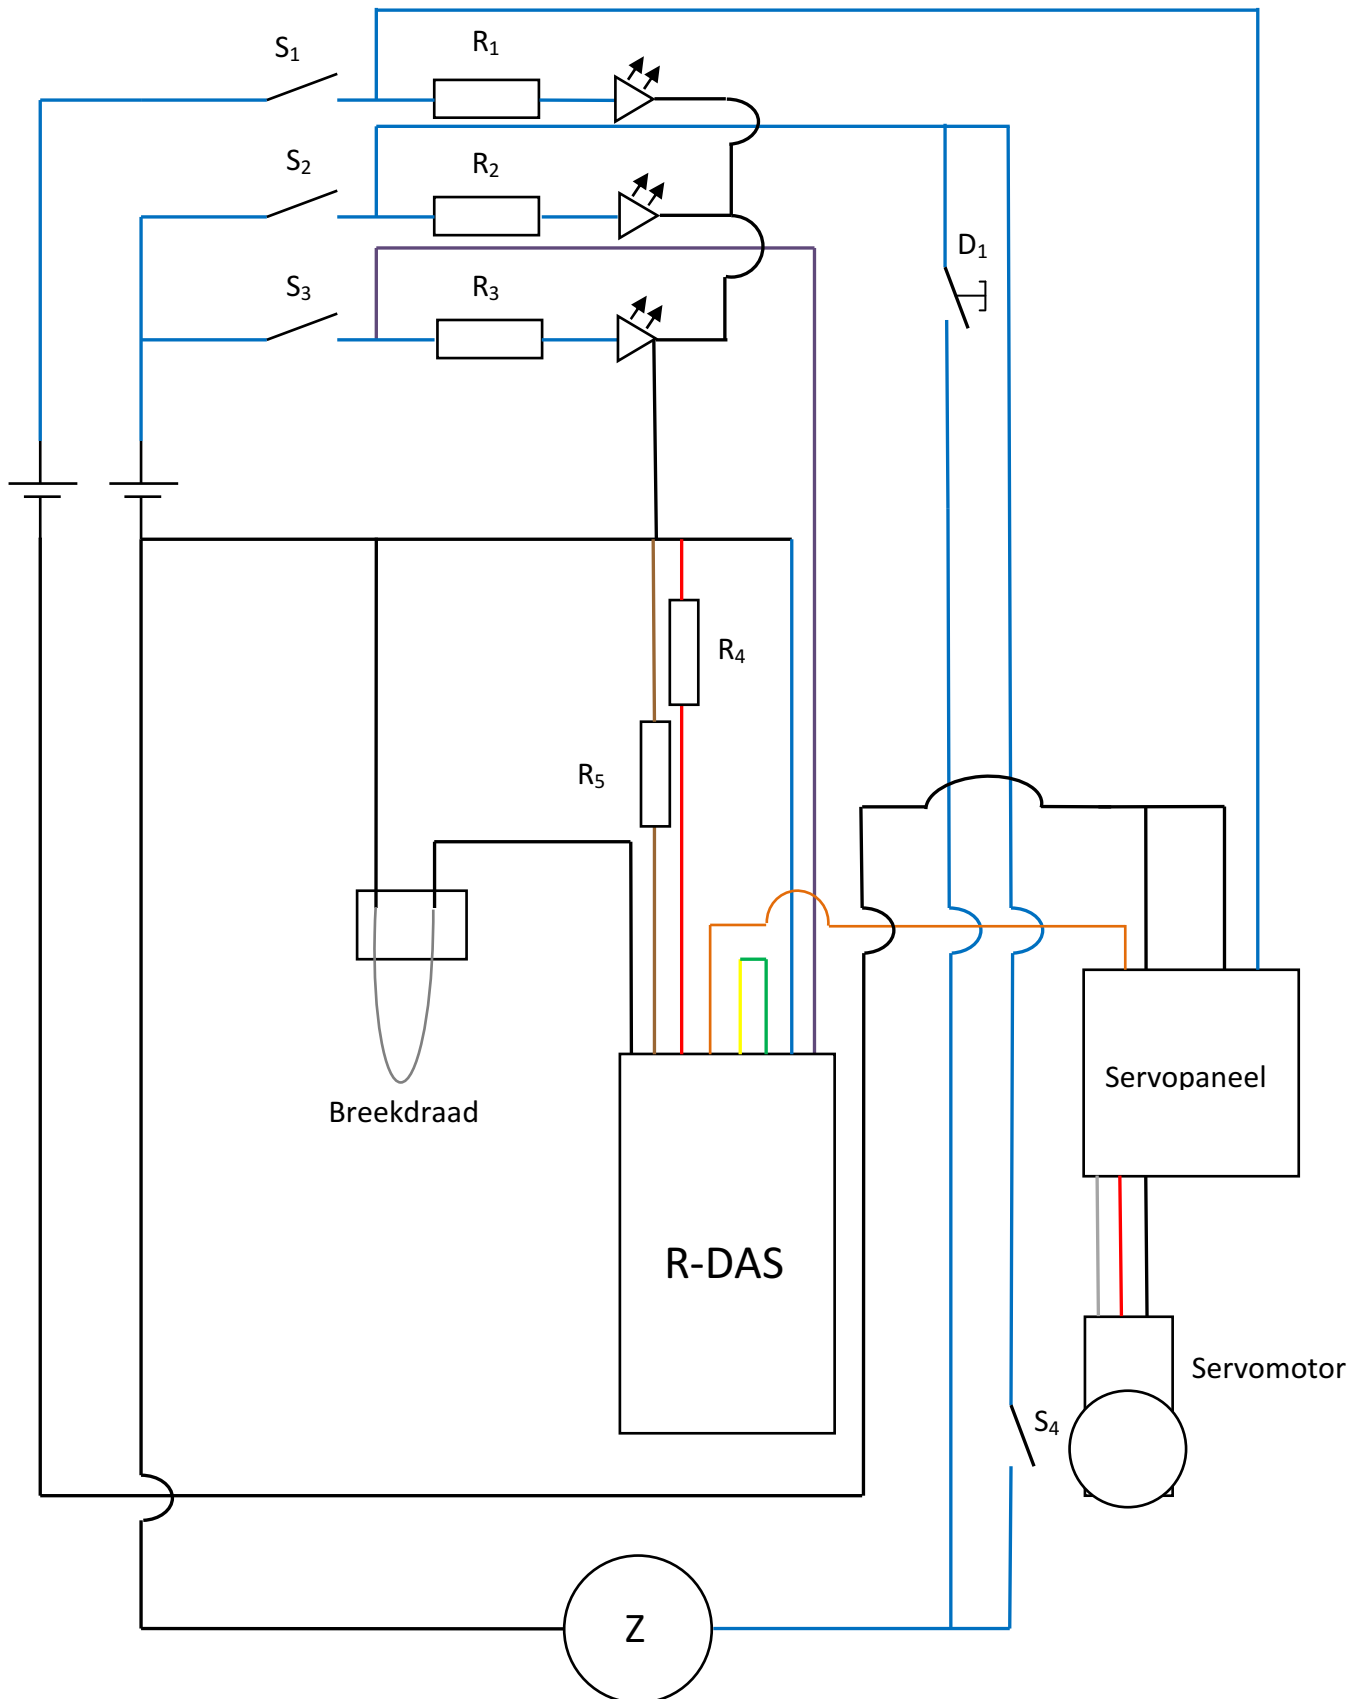 S₁
R₁
S₂
R₂
D₁
S₃
R₃
R₄
R₅
Servopaneel
Breekdraad
R-DAS
Servomotor
S₄
Z